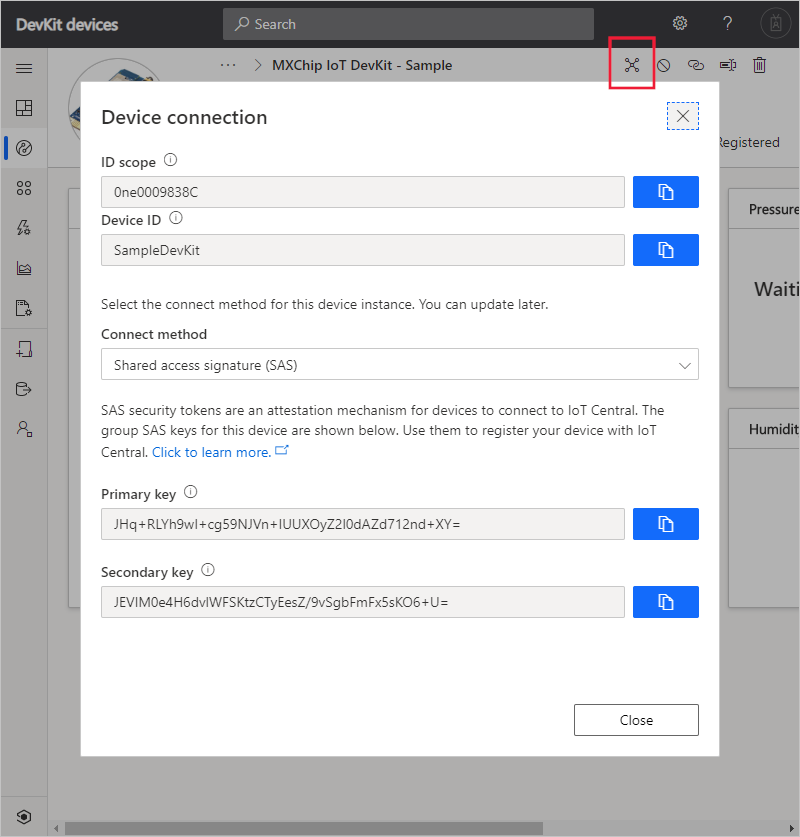 DevKit devices
Search
?
··· > MXChip IoT DevKit - Sample
Registered
Device connection
ID scope
0ne0009838C
Device ID
SampleDevKit
Select the connect method for this device instance. You can update later.
Connect method
Shared access signature (SAS)
SAS security tokens are an attestation mechanism for devices to connect to IoT Central. The
group SAS keys for this device are shown below. Use them to register your device with IoT
Central. Click to learn more.
Primary key
JHq+RLYh9wI+cg59NJVn+IUUXOyZ2I0dAZd712nd+XY=
Secondary key
JEVIM0e4H6dvIWFSKtzCTyEesZ/9vSgbFmFx5sKO6+U=
Close
Pressure
Waiti
Humidit